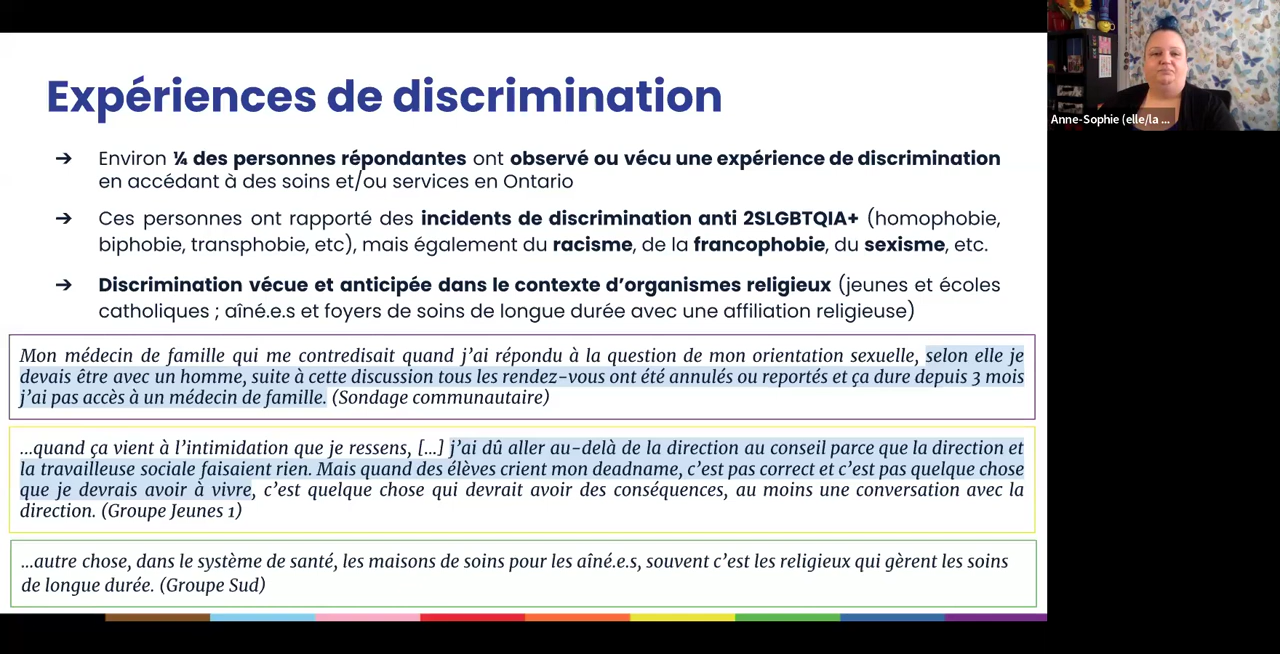 Expériences de discrimination
➔ Environ ¼ des personnes répondantes ont observé ou vécu une expérience de discrimination
en accédant à des soins et/ou services en Ontario
➔ Ces personnes ont rapporté des incidents de discrimination anti 2SLGBTQIA+ (homophobie,
biphobie, transphobie, etc), mais également du racisme, de la francophobie, du sexisme, etc.
➔ Discrimination vécue et anticipée dans le contexte d’organismes religieux (jeunes et écoles
catholiques ; aîné.e.s et foyers de soins de longue durée avec une affiliation religieuse)
Mon médecin de famille qui me contredisait quand j’ai répondu à la question de mon orientation sexuelle, selon elle je
devais être avec un homme, suite à cette discussion tous les rendez-vous ont été annulés ou reportés et ça dure depuis 3 mois
j’ai pas accès à un médecin de famille. (Sondage communautaire)
...quand ça vient à l’intimidation que je ressens, [...] j’ai dû aller au-delà de la direction au conseil parce que la direction et
la travailleuse sociale faisaient rien. Mais quand des élèves crient mon deadname, c’est pas correct et c’est pas quelque chose
que je devrais avoir à vivre, c’est quelque chose qui devrait avoir des conséquences, au moins une conversation avec la
direction. (Groupe Jeunes 1)
...autre chose, dans le système de santé, les maisons de soins pour les aîné.e.s, souvent c’est les religieux qui gèrent les soins
de longue durée. (Groupe Sud)
Anne-Sophie (elle/la ...